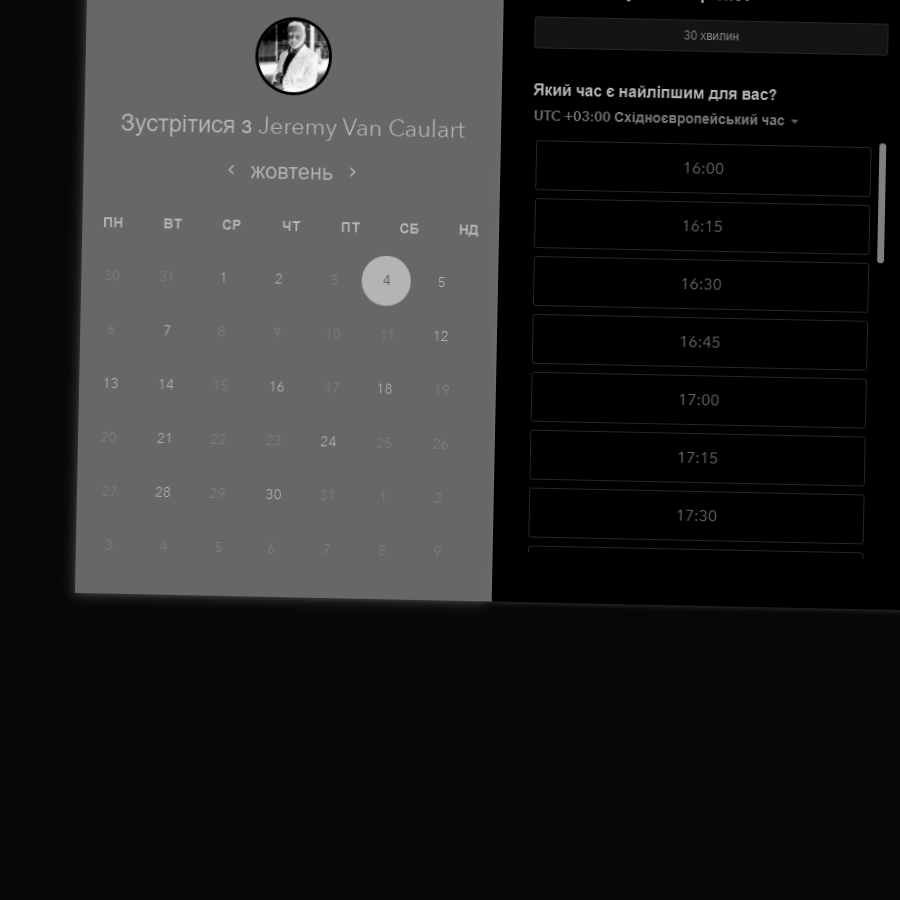 30 хвилин
Зустрітися з Jeremy Van Caulart
‹ жовтень ›
ПН ВТ СР ЧТ ПТ СБ НД
30 31 1 2 3 4 5
6 7 8 9 10 11 12
13 14 15 16 17 18 19
20 21 22 23 24 25 26
27 28 29 30 31 1 2
3 4 5 6 7 8 9
Який час є найліпшим для вас?
UTC +03:00 Східноєвропейський час
16:00
16:15
16:30
16:45
17:00
17:15
17:30